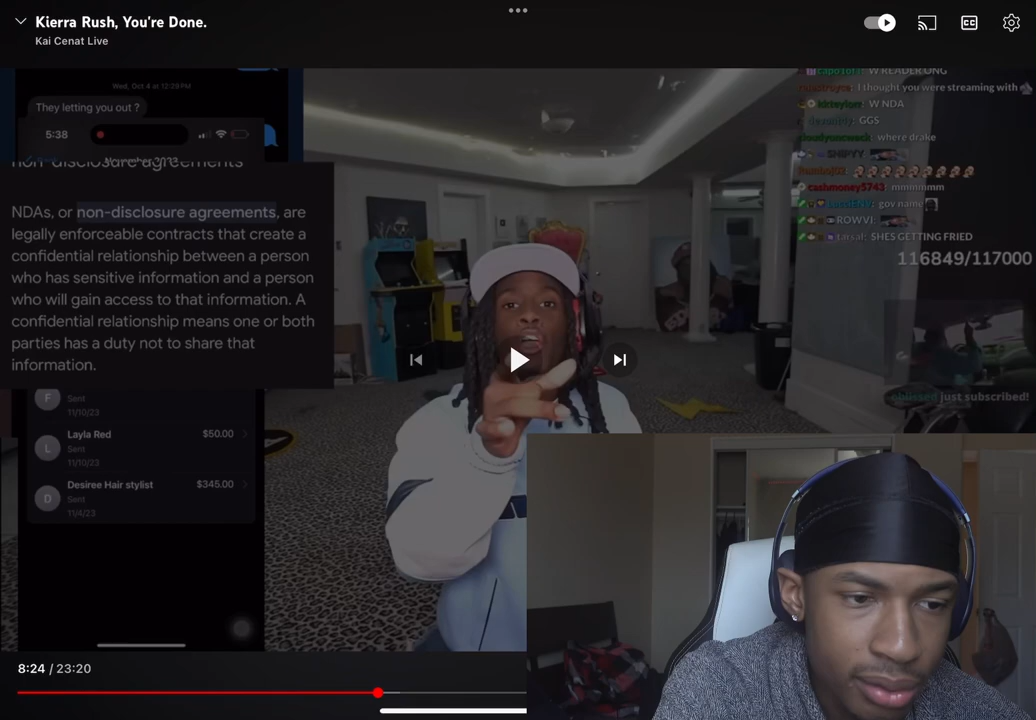 Kierra Rush, You're Done.
Kai Cenat Live
CC
Wed, Oct 4 at 12:29 PM
They letting you out ?
5:38
November 2023
non-disclosure agreements
NDAs, or non-disclosure agreements, are
legally enforceable contracts that create a
confidential relationship between a person
who has sensitive information and a person
who will gain access to that information. A
confidential relationship means one or both
parties has a duty not to share that
information.
F
Sent
11/10/23
L
Layla Red
$50.00
Sent
11/10/23
D
Desiree Hair stylist
$345.00
Sent
11/4/23
W READER
I thought you were streaming with
W NDA
GGS
where drake
cashmoney5743: mmmmmm
gov name
ROWVJ:
SHES GETTING FRIED
116849/117000
just subscribed!
8:24 / 23:20